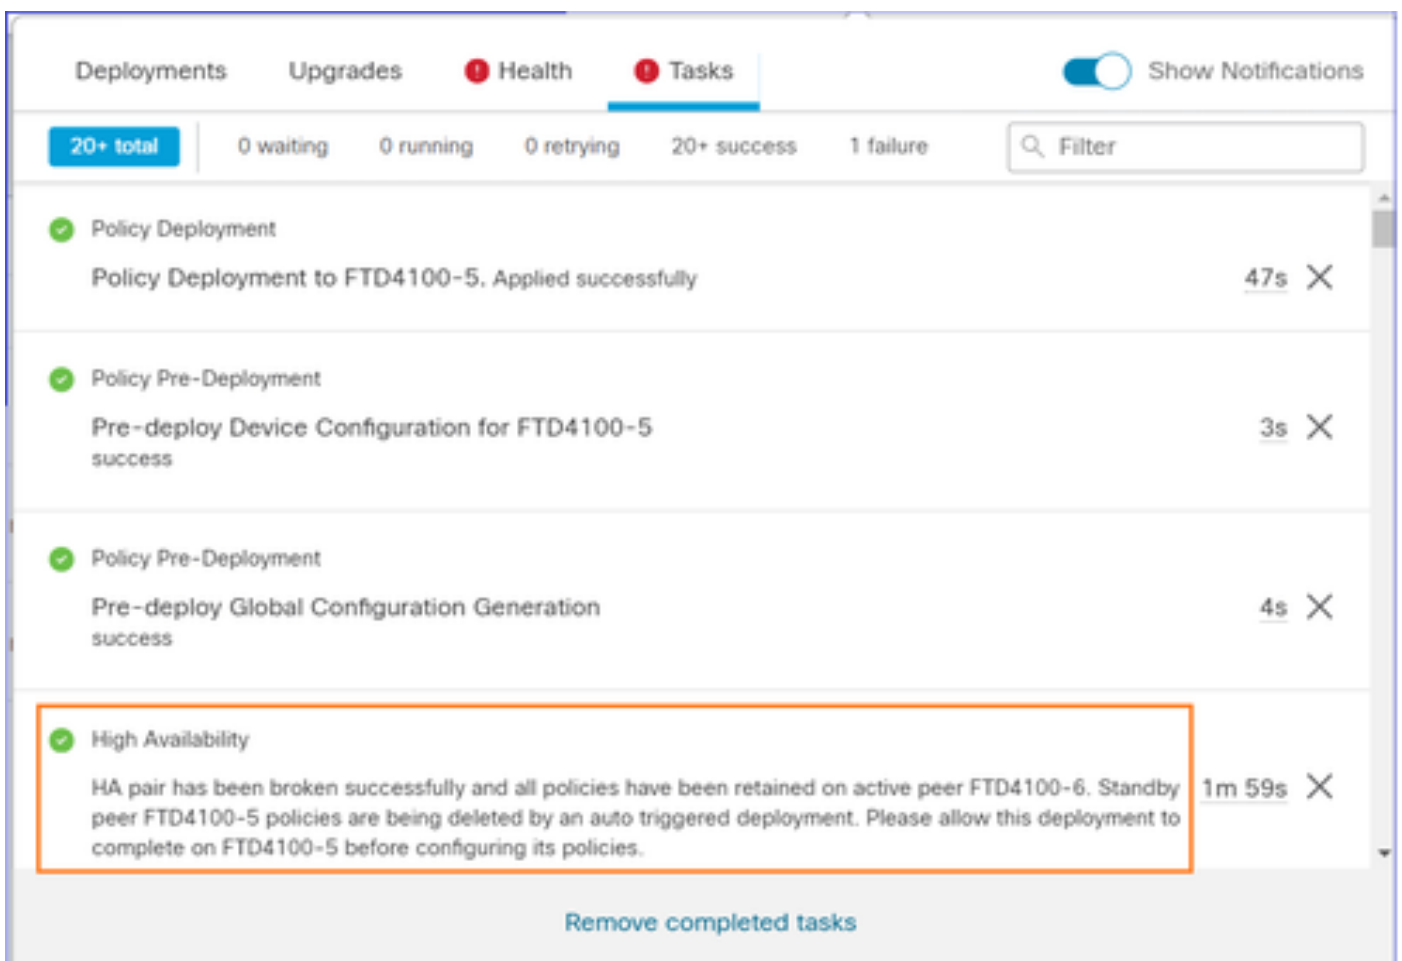 Deployments Upgrades Health Tasks Show Notifications
20+ total 0 waiting 0 running 0 retrying 20+ success 1 failure Filter
Policy Deployment
Policy Deployment to FTD4100-5. Applied successfully 47s
Policy Pre-Deployment
Pre-deploy Device Configuration for FTD4100-5 3s
success
Policy Pre-Deployment
Pre-deploy Global Configuration Generation 4s
success
High Availability
HA pair has been broken successfully and all policies have been retained on active peer FTD4100-6. Standby 1m 59s
peer FTD4100-5 policies are being deleted by an auto triggered deployment. Please allow this deployment to
complete on FTD4100-5 before configuring its policies.
Remove completed tasks